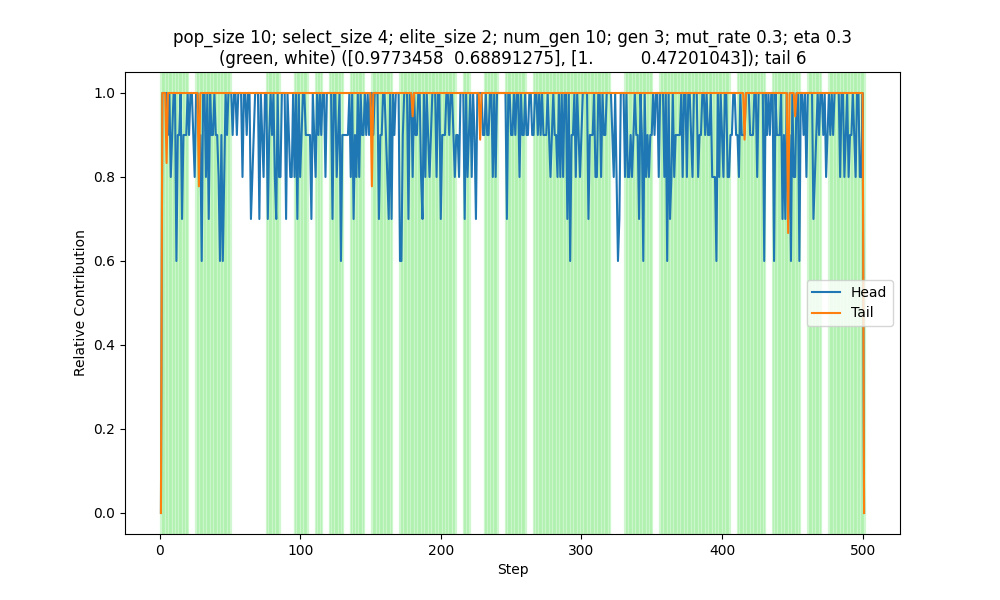 pop_size 10; select_size 4; elite_size 2; num_gen 10; gen 3; mut_rate 0.3; eta 0.3
(green, white) ([0.9773458  0.68891275], [1.         0.47201043]); tail 6
1.0
0.8
0.6
0.4
0.2
0.0
Relative Contribution
Head
Tail
0 100 200 300 400 500
Step